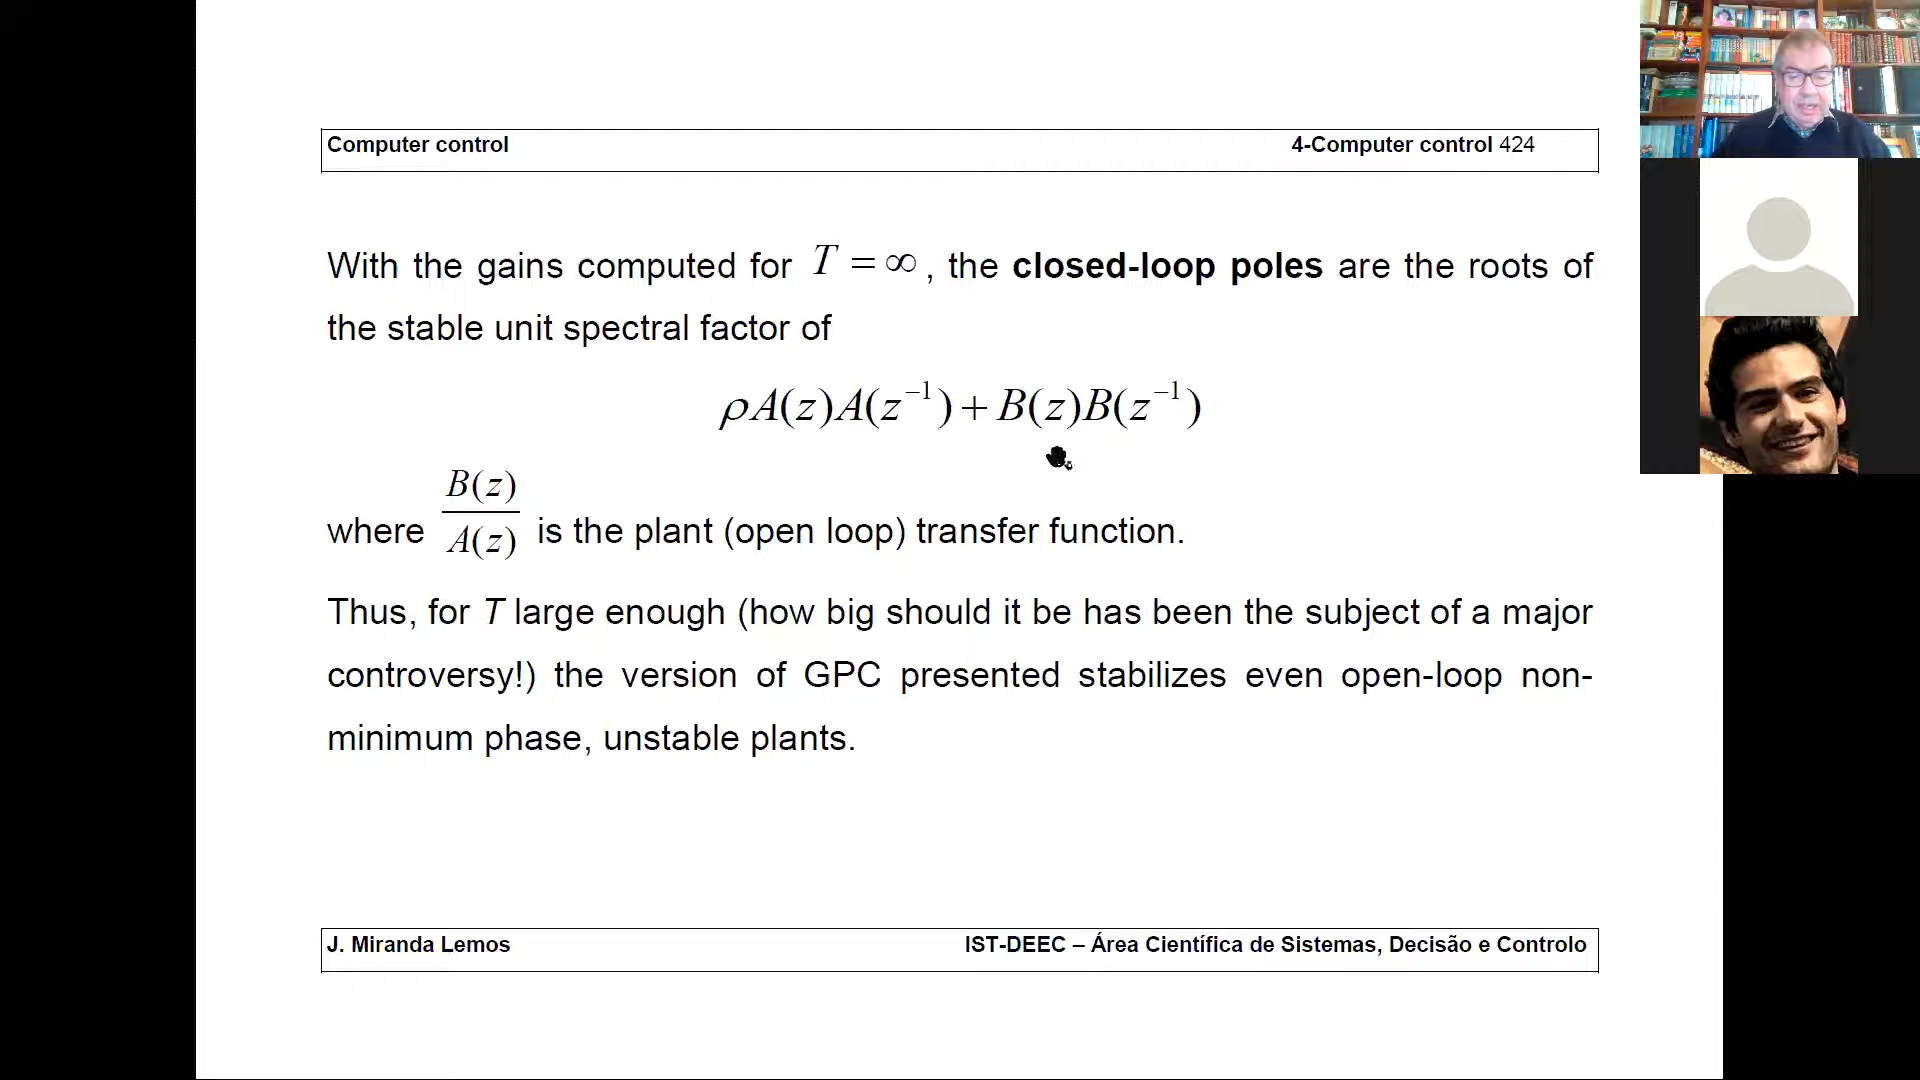 Computer control 4-Computer control 424
With the gains computed for T = ∞, the closed-loop poles are the roots of
the stable unit spectral factor of
ρA(z)A(z⁻¹) + B(z)B(z⁻¹)
where B(z)/A(z) is the plant (open loop) transfer function.
Thus, for T large enough (how big should it be has been the subject of a major
controversy!) the version of GPC presented stabilizes even open-loop non-
minimum phase, unstable plants.
J. Miranda Lemos IST-DEEC – Área Científica de Sistemas, Decisão e Controlo